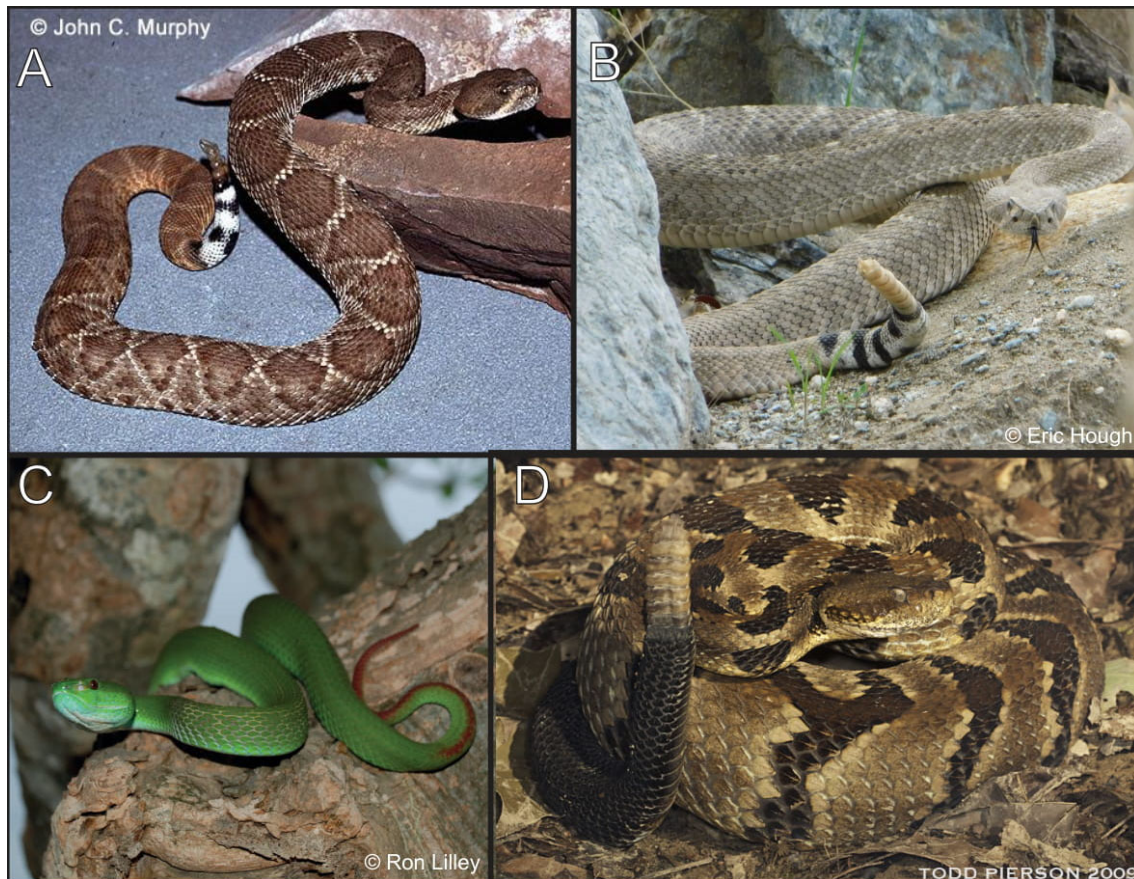 © John C. Murphy
A
B
© Eric Hough
C
© Ron Lilley
D
TODD PIERSON 2009